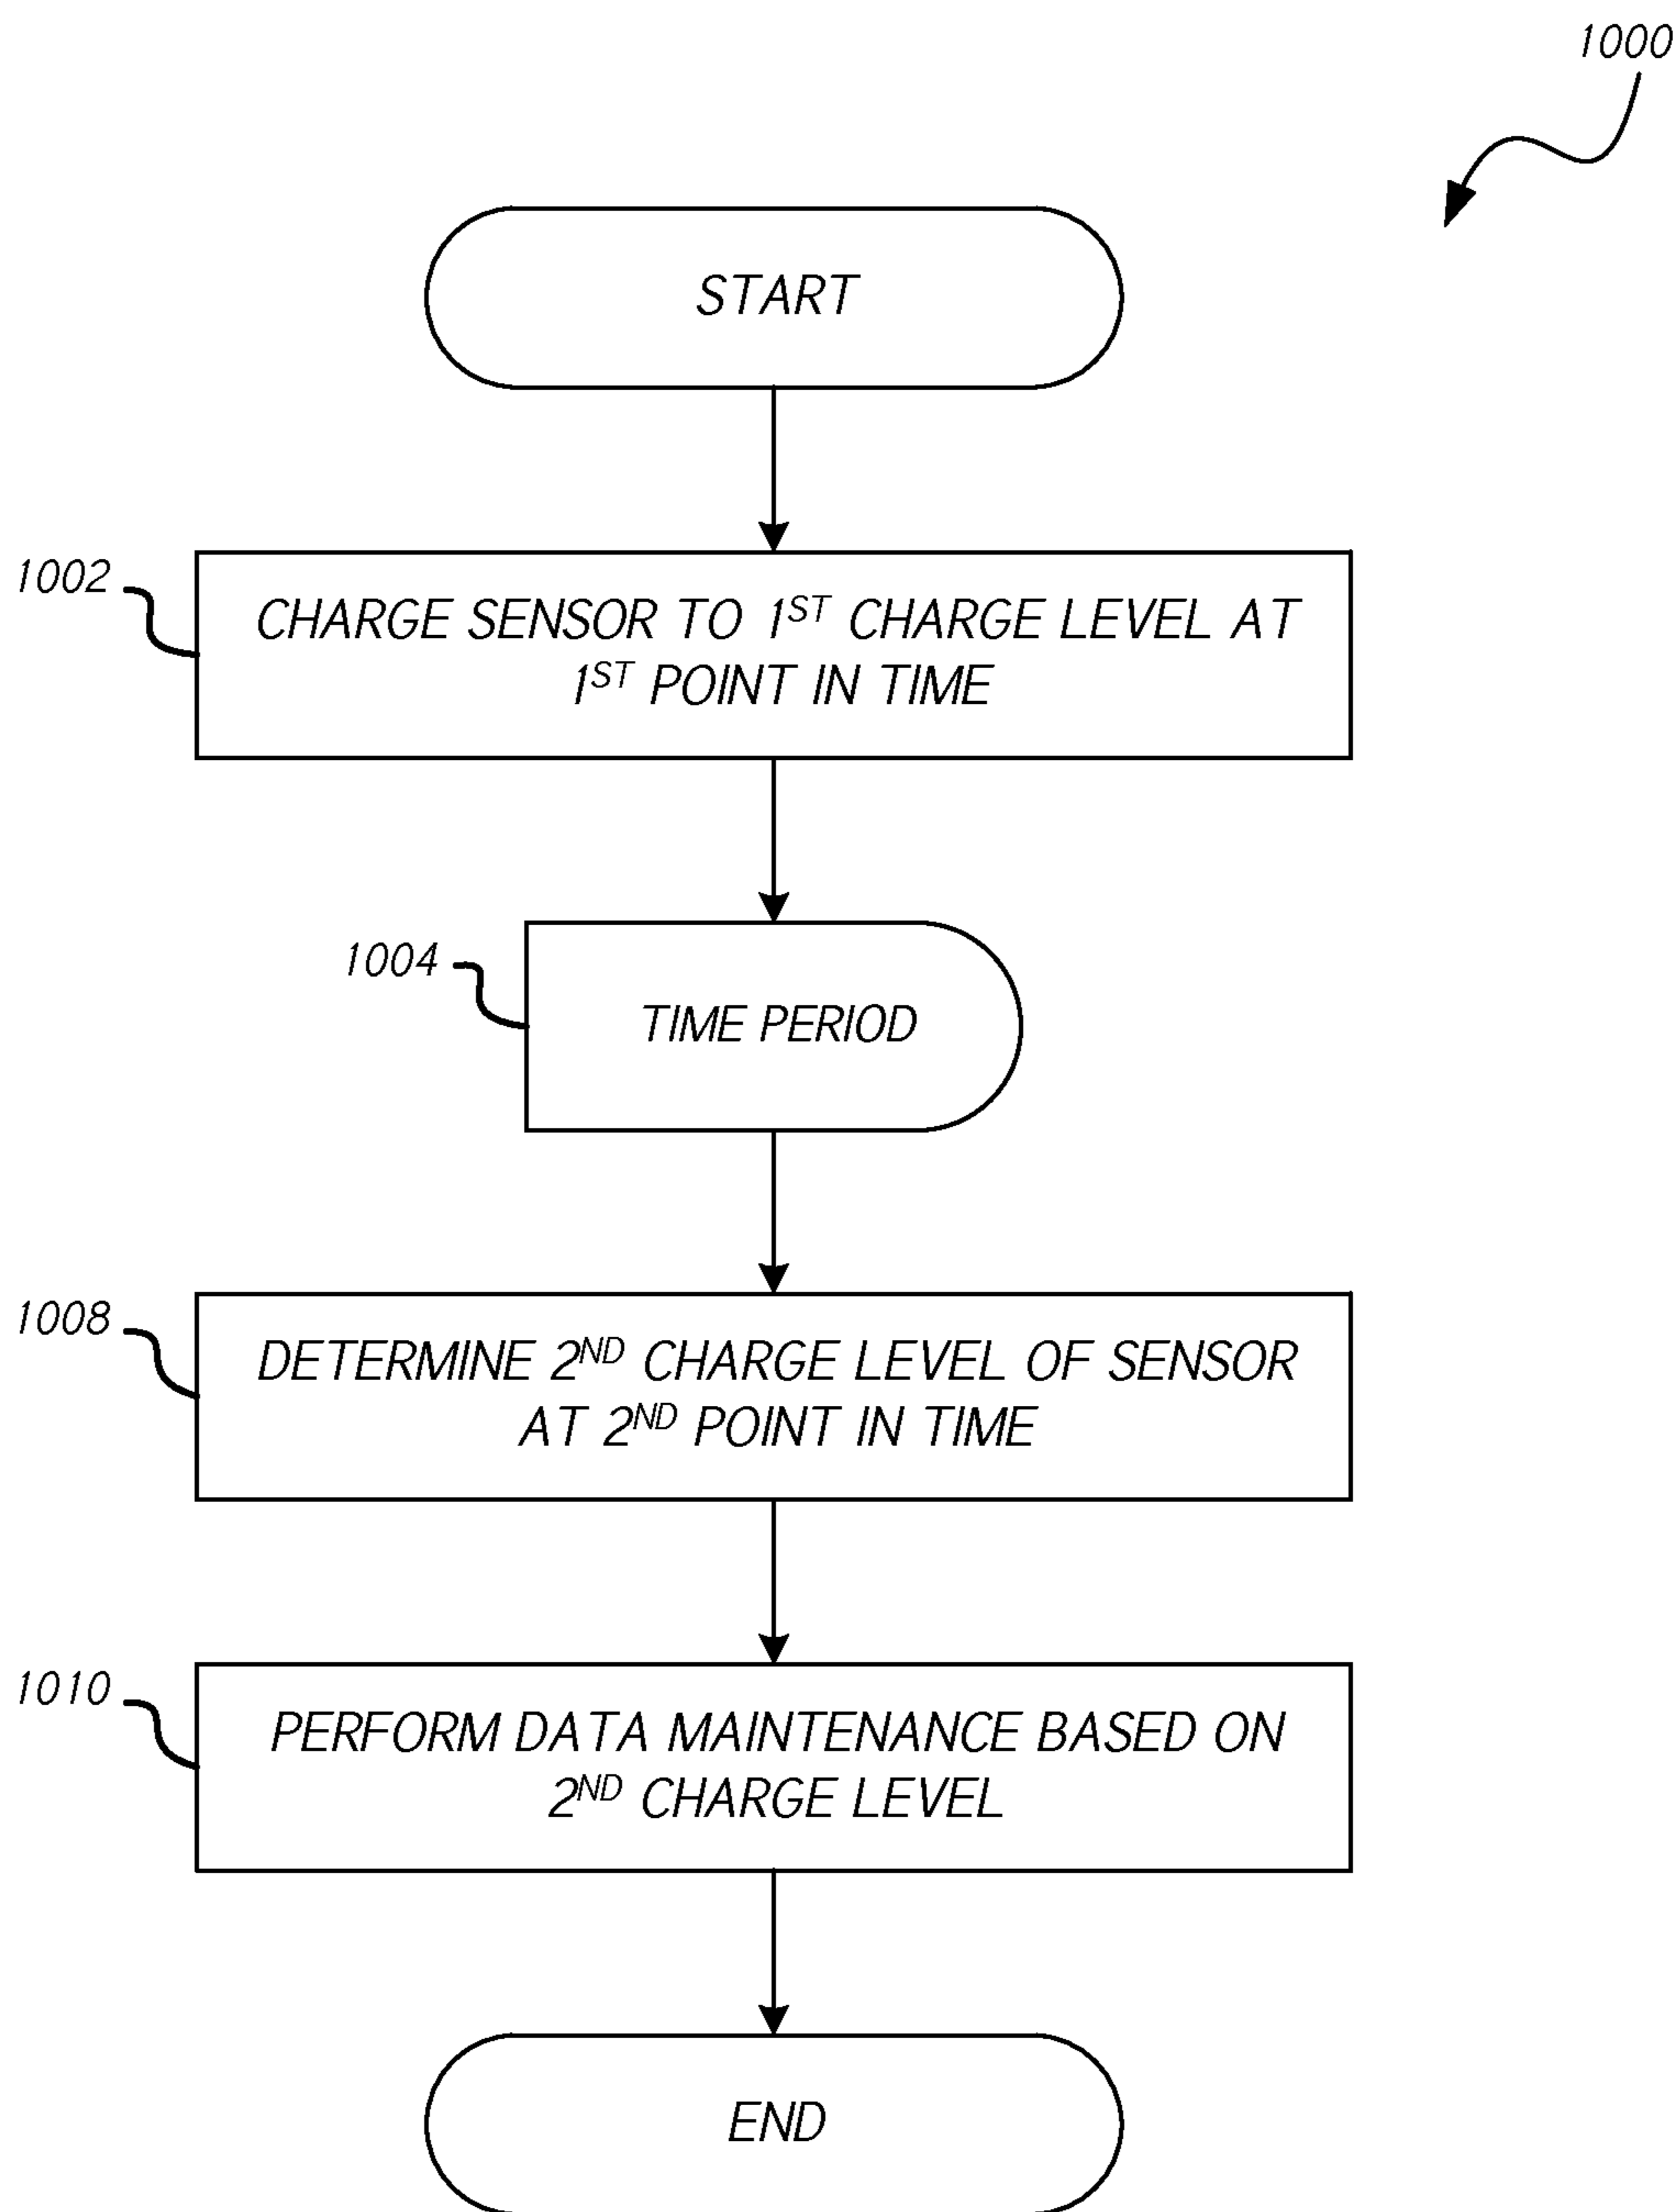 1000
START
1002
CHARGE SENSOR TO 1ST CHARGE LEVEL AT
1ST POINT IN TIME
1004
TIME PERIOD
1008
DETERMINE 2ND CHARGE LEVEL OF SENSOR
AT 2ND POINT IN TIME
1010
PERFORM DATA MAINTENANCE BASED ON
2ND CHARGE LEVEL
END